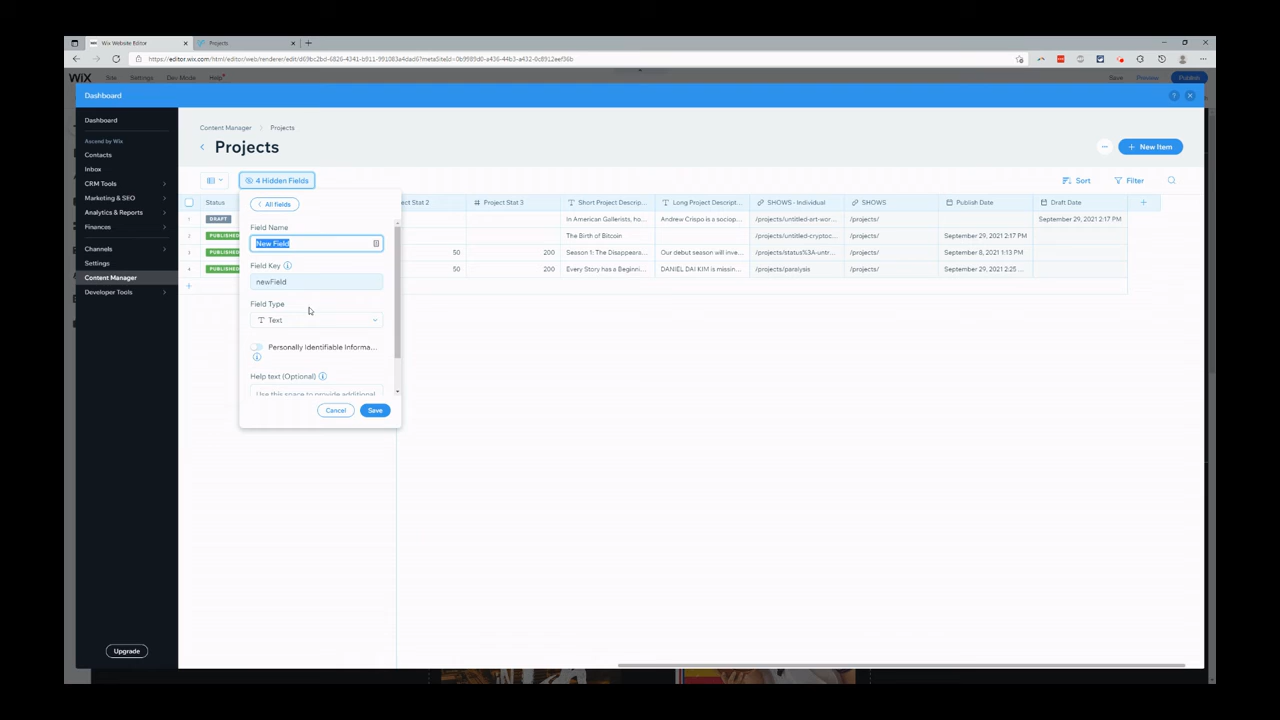 Wix Website Editor
Projects
https://editor.wix.com/html/editor/web/renderer/edit/d69bc2bd-6826-4341-b911-991083a4dad6?metaSiteId=0b9989d6-a436-44b3-a432-0c8912eef36b
WiX Site Settings Dev Mode Help Save Preview Publish
Dashboard
Dashboard
Ascend by Wix
Contacts
Inbox
CRM Tools
Marketing & SEO
Analytics & Reports
Finances
Channels
Settings
Content Manager
Developer Tools
Upgrade
Content Manager > Projects
Projects
New Item
4 Hidden Fields
Sort
Filter
Status ct Stat 2 Project Stat 3 Short Project Descrip... Long Project Descript... SHOWS - Individual SHOWS Publish Date Draft Date
1 DRAFT In American Gallerists, ho... Andrew Crispo is a sociop... /projects/untitled-art-wor... /projects/ September 29, 2021 2:17 PM
2 PUBLISHED The Birth of Bitcoin /projects/untitled-cryptoc... /projects/ September 29, 2021 2:17 PM
3 PUBLISHED 50 200 Season 1: The Disappears... Our debut season will inve... /projects/status%3A-untr... /projects/ September 8, 2021 1:13 PM
4 PUBLISHED 50 200 Every Story has a Beginni... DANIEL DAI KIM is missin... /projects/paralysis /projects/ September 29, 2021 2:25 ...
All fields
Field Name
New Field
Field Key
newField
Field Type
Text
Personally Identifiable Informa...
Help text (Optional)
Use this space to provide additional
Cancel
Save